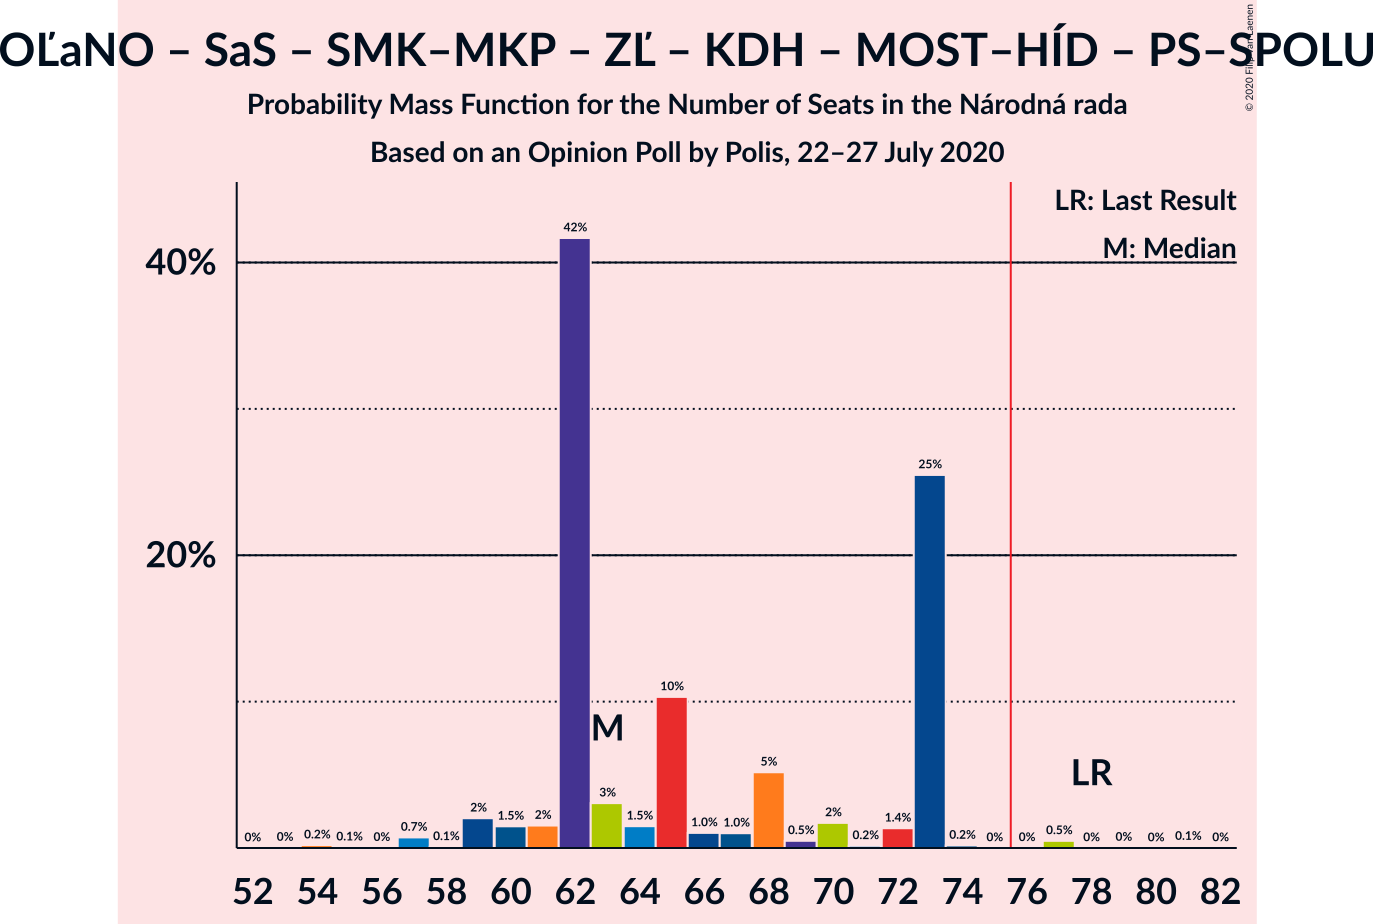 OĽaNO – SaS – SMK–MKP – ZĽ – KDH – MOST–HÍD – PS–SPOLU
© 2020 Filip van Laenen
Probability Mass Function for the Number of Seats in the Národná rada
Based on an Opinion Poll by Polis, 22–27 July 2020
LR: Last Result
M: Median
40%
20%
42%
25%
10%
M
5%
LR
0% 0% 0.2% 0.1% 0% 0.7% 0.1% 2% 1.5% 2% 3% 1.5% 1.0% 1.0% 0.5% 2% 0.2% 1.4% 0.2% 0% 0% 0.5% 0% 0% 0% 0.1% 0%
52 54 56 58 60 62 64 66 68 70 72 74 76 78 80 82